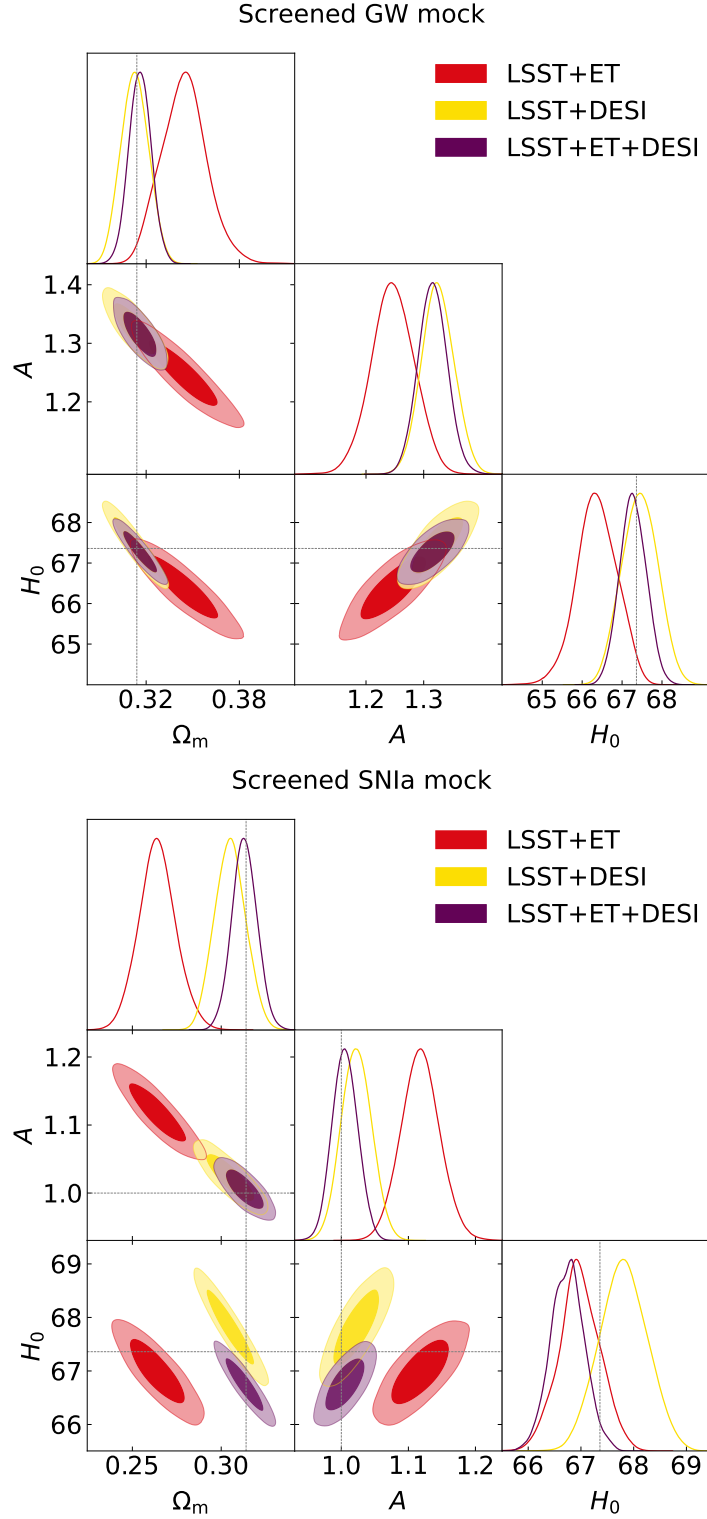 Screened GW mock
LSST+ET
LSST+DESI
LSST+ET+DESI
1.4
1.3
1.2
A
68
67
66
65
H₀
0.32 0.38
1.2 1.3
65 66 67 68
Ωₘ
A
H₀
Screened SNIa mock
LSST+ET
LSST+DESI
LSST+ET+DESI
1.2
1.1
1.0
A
69
68
67
66
H₀
0.25 0.30
1.0 1.1 1.2
66 67 68 69
Ωₘ
A
H₀